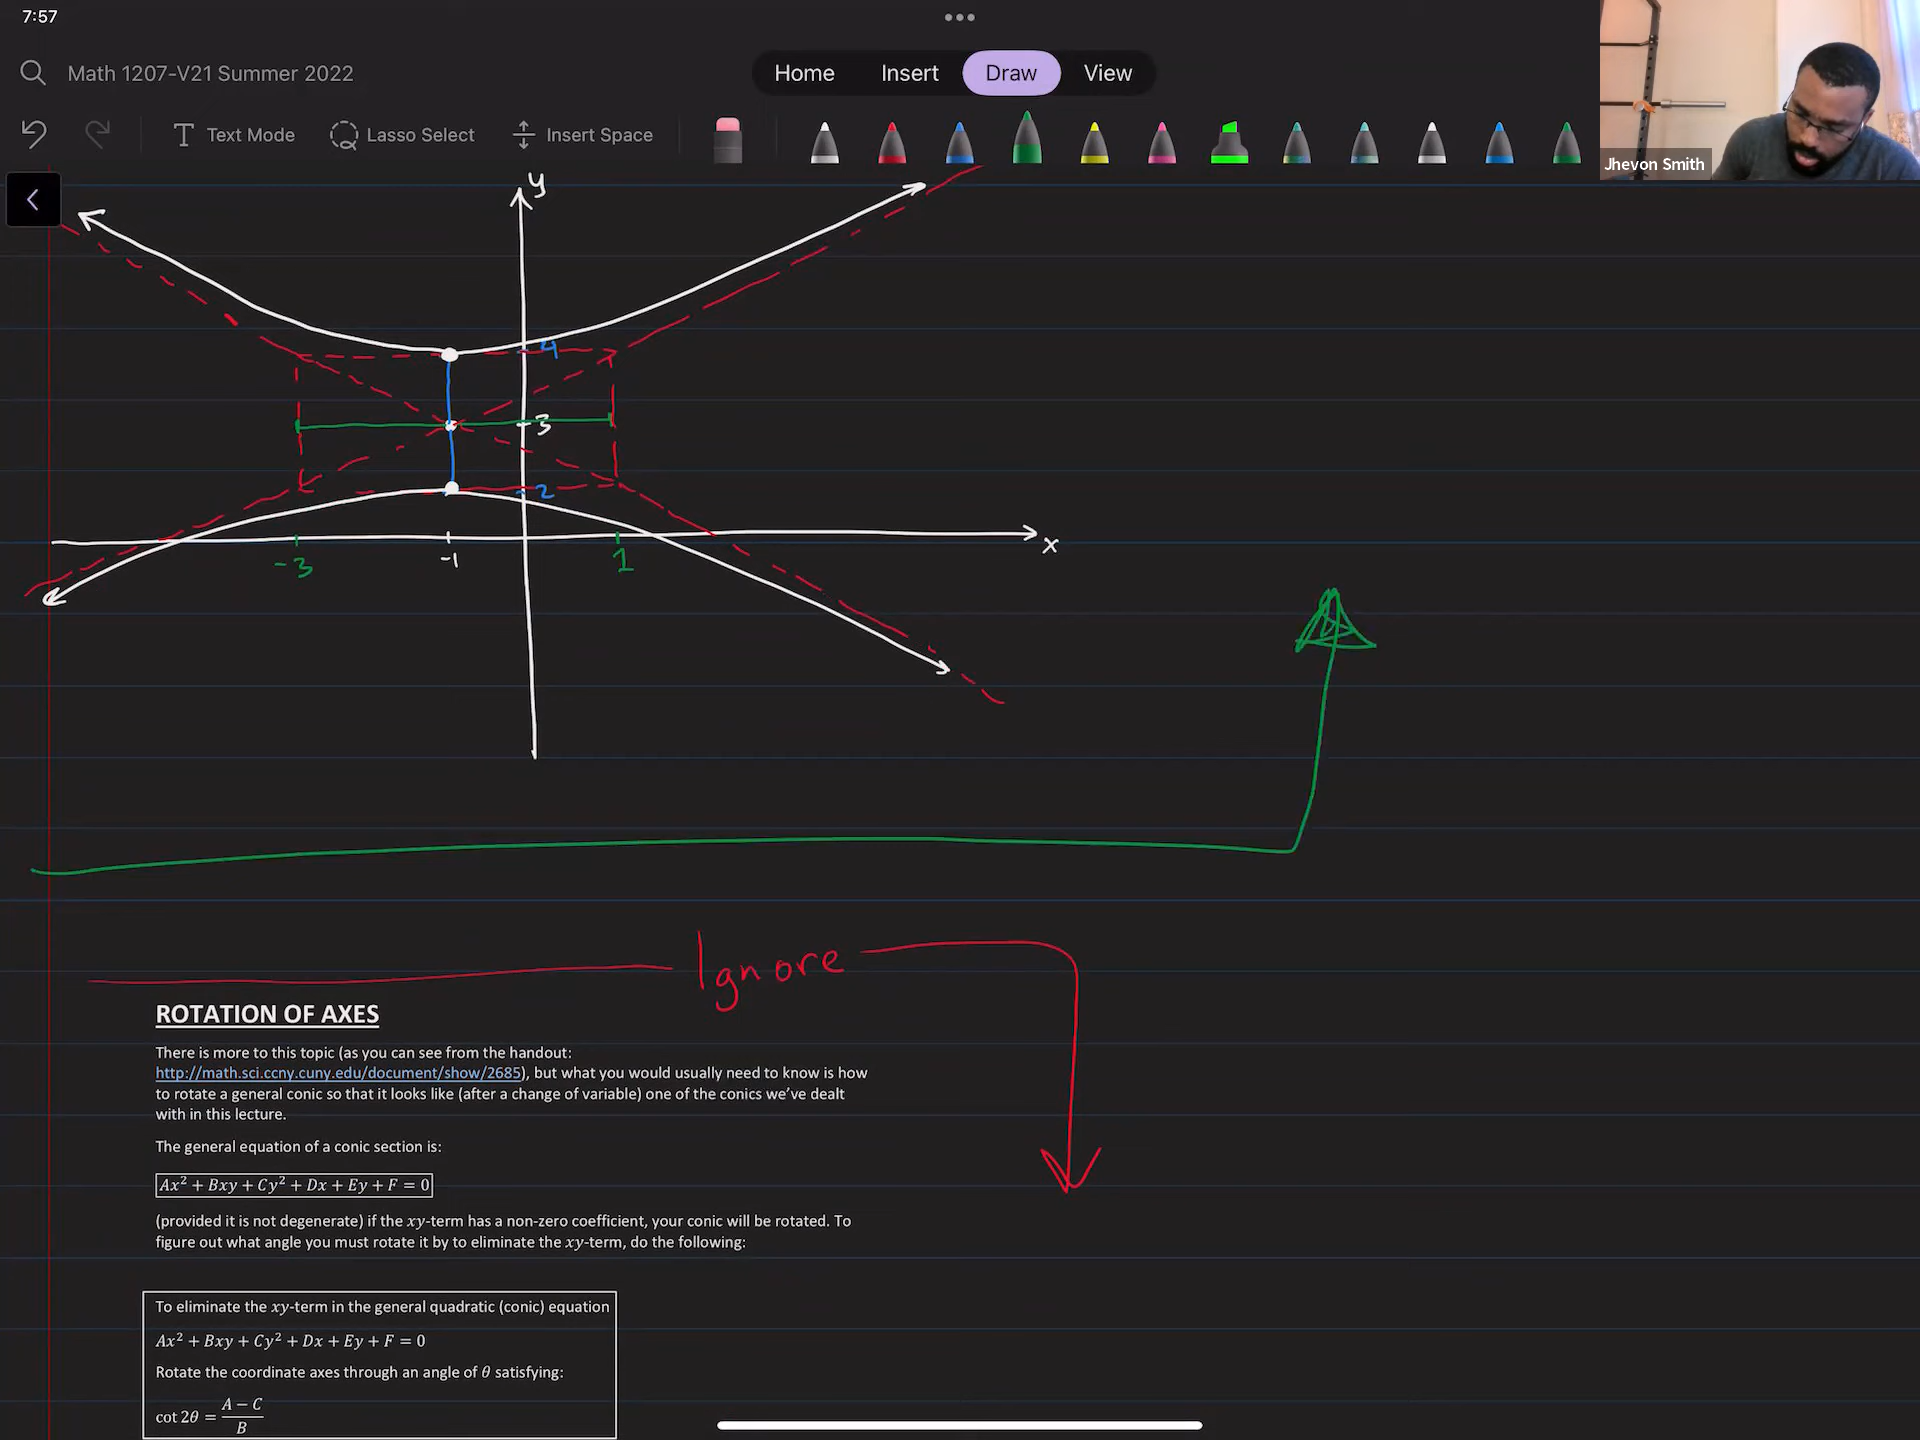 7:57
Math 1207-V21 Summer 2022
Home Insert Draw View
Text Mode Lasso Select Insert Space
Jhevon Smith
y
4
3
2
x
-3 -1 1
Ignore
ROTATION OF AXES
There is more to this topic (as you can see from the handout:
http://math.sci.ccny.cuny.edu/document/show/2685), but what you would usually need to know is how
to rotate a general conic so that it looks like (after a change of variable) one of the conics we’ve dealt
with in this lecture.
The general equation of a conic section is:
Ax² + Bxy + Cy² + Dx + Ey + F = 0
(provided it is not degenerate) if the xy-term has a non-zero coefficient, your conic will be rotated. To
figure out what angle you must rotate it by to eliminate the xy-term, do the following:
To eliminate the xy-term in the general quadratic (conic) equation
Ax² + Bxy + Cy² + Dx + Ey + F = 0
Rotate the coordinate axes through an angle of θ satisfying:
cot 2θ = (A − C)/B